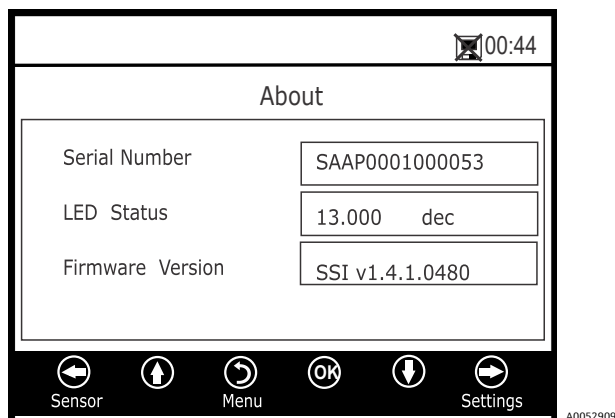 00:44
About
Serial Number SAAP0001000053
LED Status 13.000 dec
Firmware Version SSI v1.4.1.0480
OK
Sensor Menu Settings
A0052909